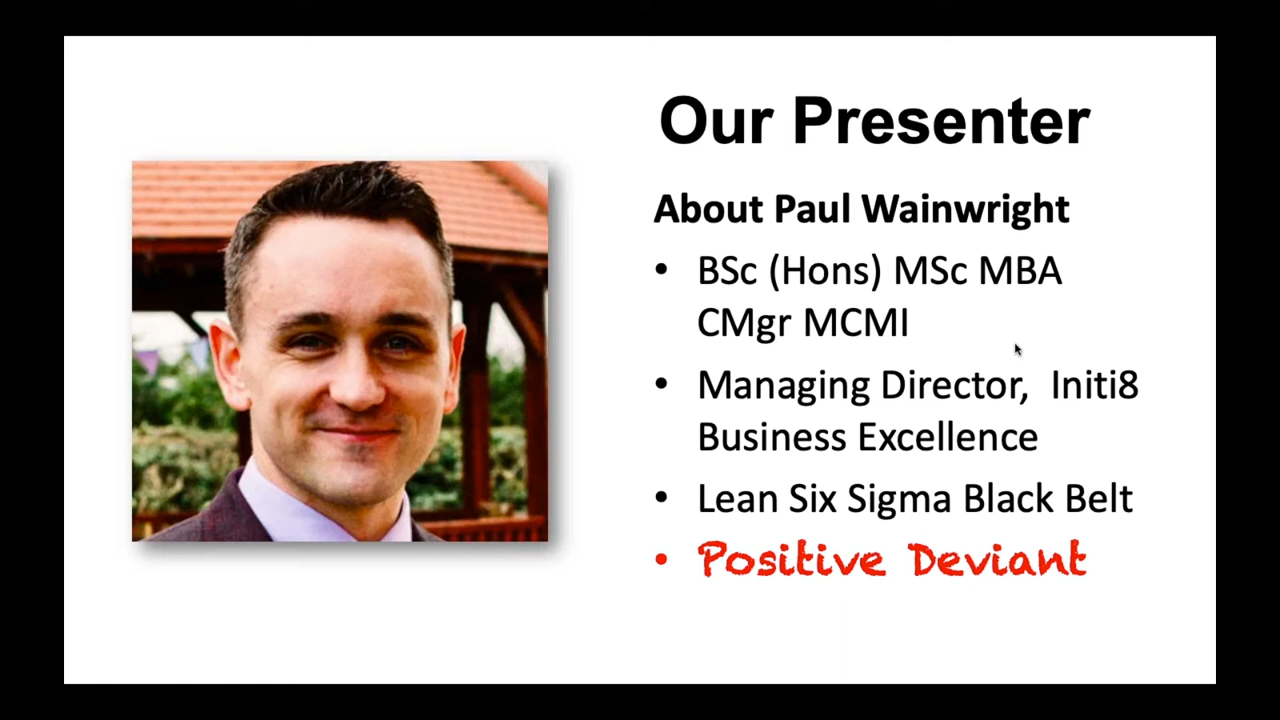 Our Presenter
About Paul Wainwright
• BSc (Hons) MSc MBA
CMgr MCMI
• Managing Director, Initi8
Business Excellence
• Lean Six Sigma Black Belt
• Positive Deviant